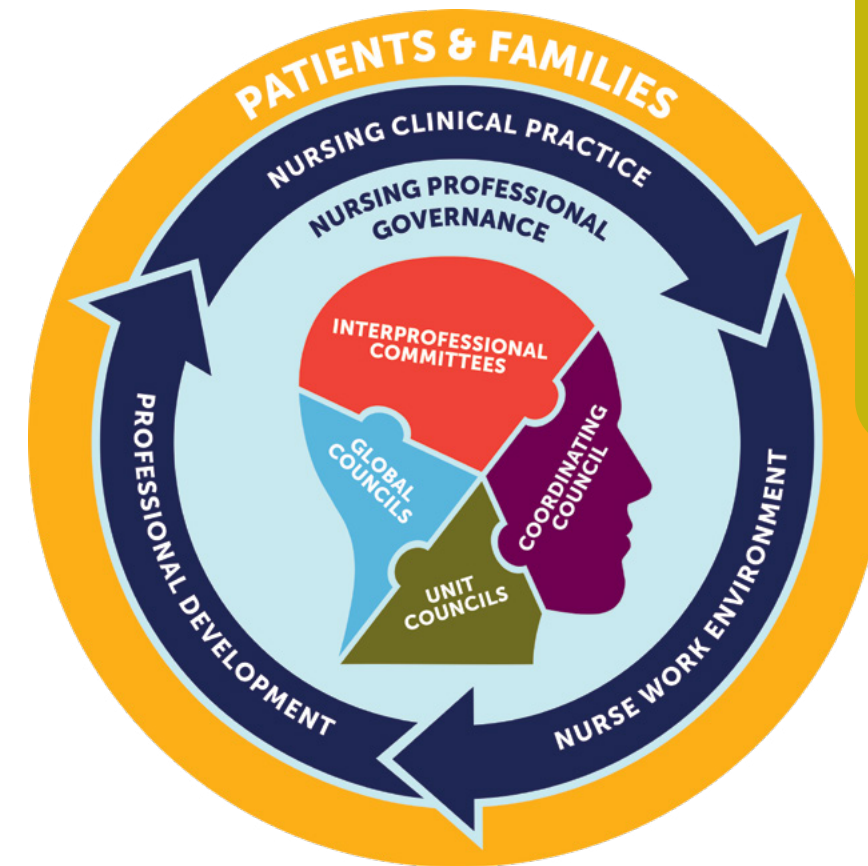 PATIENTS & FAMILIES
NURSING CLINICAL PRACTICE
NURSING PROFESSIONAL
GOVERNANCE
INTERPROFESSIONAL
COMMITTEES
GLOBAL
COUNCILS
COORDINATING
COUNCIL
UNIT
COUNCILS
PROFESSIONAL DEVELOPMENT
NURSE WORK ENVIRONMENT